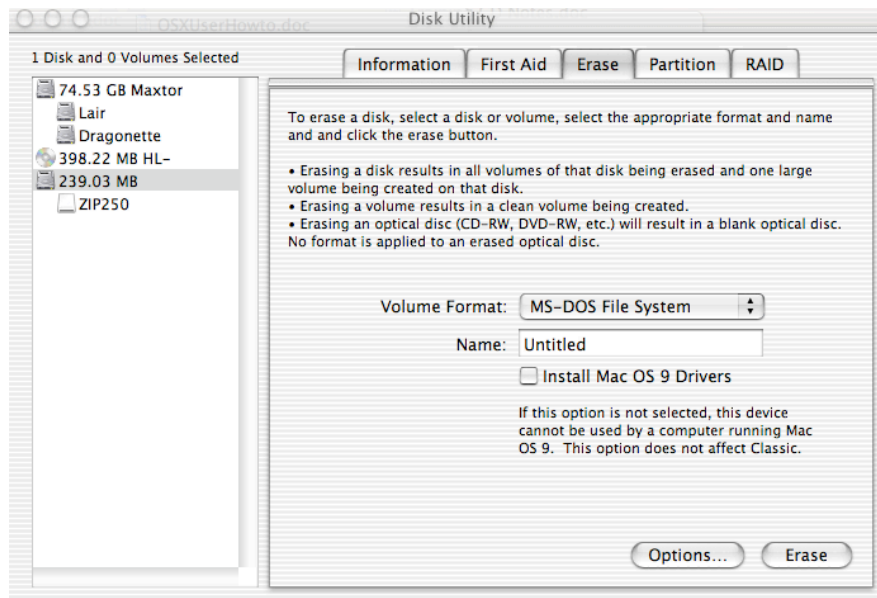 OSXUserHowto.doc
Disk Utility
1 Disk and 0 Volumes Selected
74.53 GB Maxtor
Lair
Dragonette
398.22 MB HL-
239.03 MB
ZIP250
Information First Aid Erase Partition RAID
To erase a disk, select a disk or volume, select the appropriate format and name
and and click the erase button.
• Erasing a disk results in all volumes of that disk being erased and one large
volume being created on that disk.
• Erasing a volume results in a clean volume being created.
• Erasing an optical disc (CD-RW, DVD-RW, etc.) will result in a blank optical disc.
No format is applied to an erased optical disc.
Volume Format: MS-DOS File System
Name: Untitled
Install Mac OS 9 Drivers
If this option is not selected, this device
cannot be used by a computer running Mac
OS 9. This option does not affect Classic.
Options... Erase